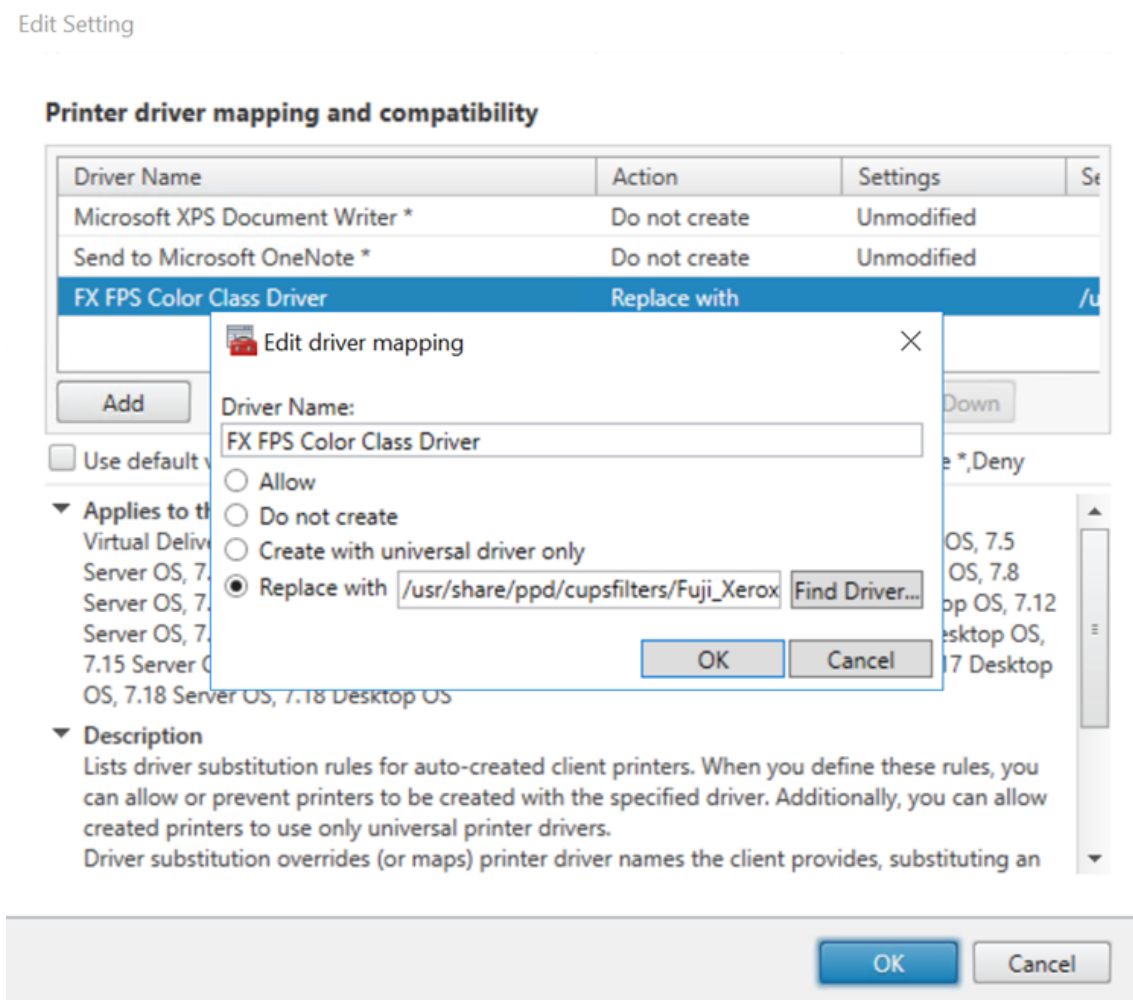 Edit Setting
Printer driver mapping and compatibility
Driver Name Action Settings
Microsoft XPS Document Writer * Do not create Unmodified
Send to Microsoft OneNote * Do not create Unmodified
FX FPS Color Class Driver Replace with
Edit driver mapping
Add Down
Driver Name:
FX FPS Color Class Driver
Use default *,Deny
Allow
Applies to
Do not create
Virtual OS, 7.5
Create with universal driver only
Server OS, 7. OS, 7.8
Replace with /usr/share/ppd/cupsfilters/Fuji_Xerox Find Driver...
Server OS, 7. OS, 7.12
Server OS, 7. OS,
OK Cancel
7.15 Server Desktop
OS, 7.18 Server OS, 7.18 Desktop OS
Description
Lists driver substitution rules for auto-created client printers. When you define these rules, you
can allow or prevent printers to be created with the specified driver. Additionally, you can allow
created printers to use only universal printer drivers.
Driver substitution overrides (or maps) printer driver names the client provides, substituting an
OK Cancel